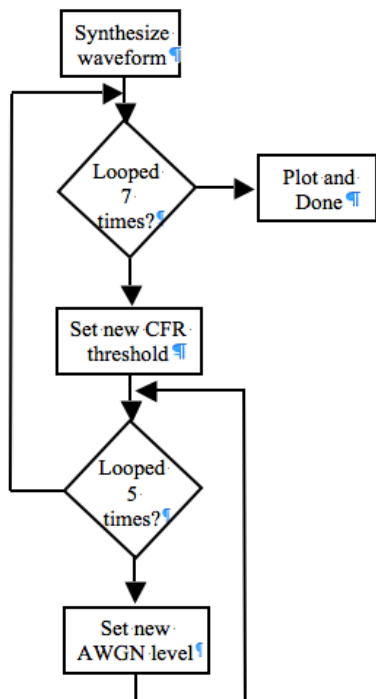 Synthesize
waveform¶
Looped
7
times?¶
Plot and
Done¶
Set new CFR
threshold¶
Looped
5
times?¶
Set new
AWGN level¶